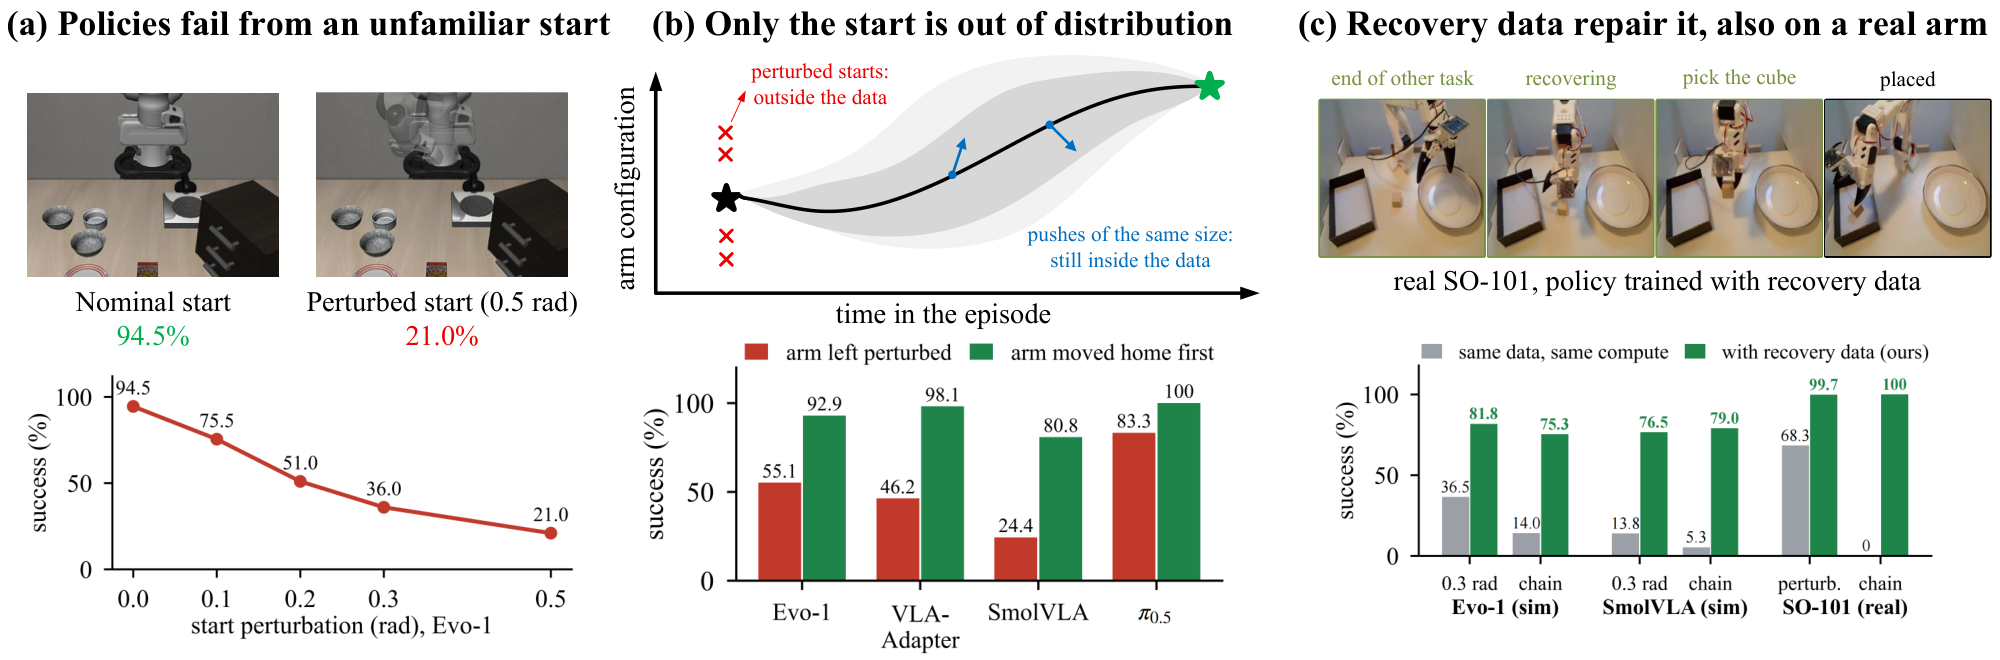 (a) Policies fail from an unfamiliar start
Nominal start
94.5%
Perturbed start (0.5 rad)
21.0%
success (%)
100
50
0
94.5
75.5
51.0
36.0
21.0
0.0
0.1
0.2
0.3
0.5
start perturbation (rad), Evo-1
(b) Only the start is out of distribution
arm configuration
perturbed starts:
outside the data
pushes of the same size:
still inside the data
time in the episode
arm left perturbed
arm moved home first
success (%)
100
50
0
55.1
92.9
46.2
98.1
24.4
80.8
83.3
100
Evo-1
VLA-
Adapter
SmolVLA
π0.5
(c) Recovery data repair it, also on a real arm
end of other task
recovering
pick the cube
placed
real SO-101, policy trained with recovery data
same data, same compute
with recovery data (ours)
success (%)
100
50
0
36.5
81.8
14.0
75.3
13.8
76.5
5.3
79.0
68.3
99.7
0
100
0.3 rad
chain
0.3 rad
chain
perturb.
chain
Evo-1 (sim)
SmolVLA (sim)
SO-101 (real)